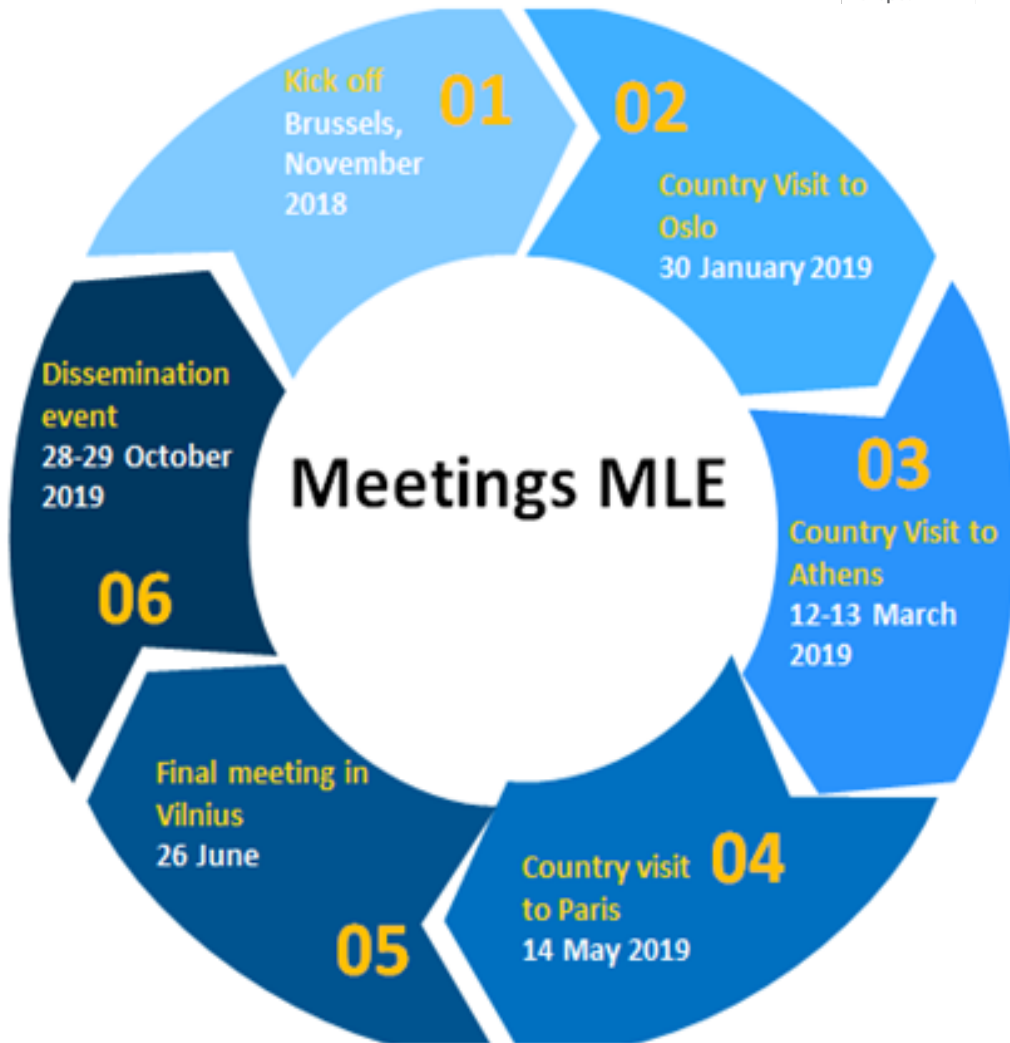 Kick off
01
Brussels,
November
2018
02
Country Visit to
Oslo
30 January 2019
03
Country Visit to
Athens
12-13 March
2019
Country visit
04
to Paris
14 May 2019
Final meeting in
Vilnius
26 June
05
Dissemination
event
28-29 October
2019
06
Meetings MLE